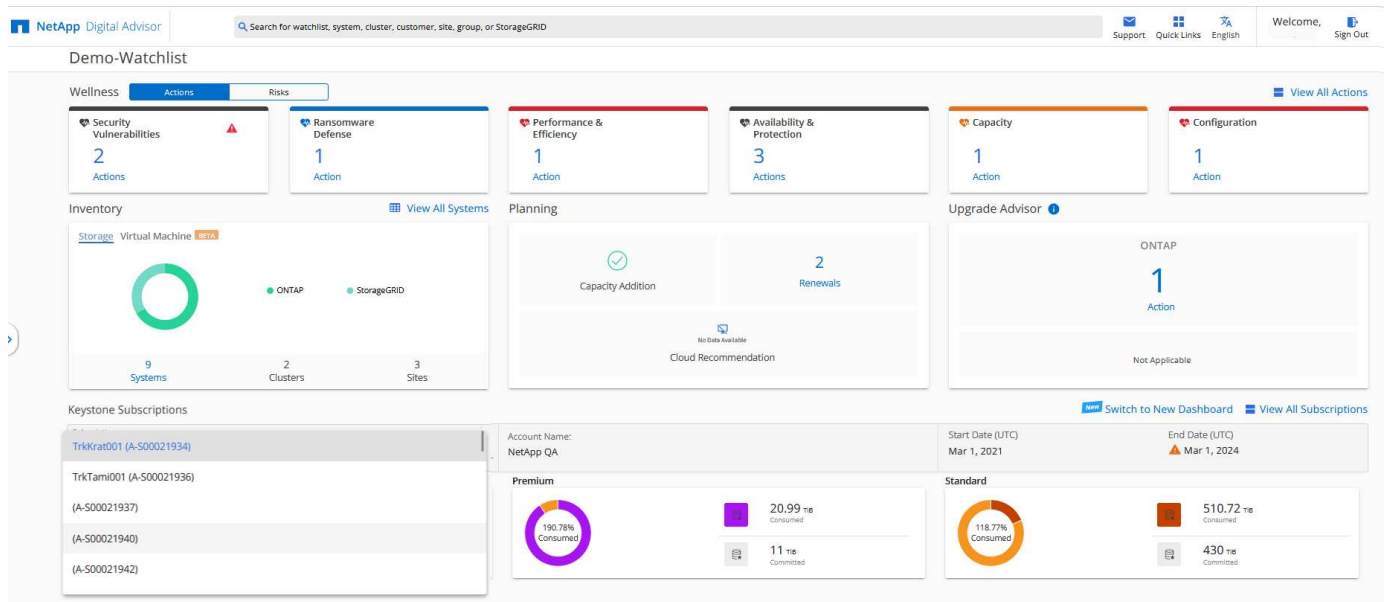 NetApp Digital Advisor
Search for watchlist, system, cluster, customer, site, group, or StorageGRID
Support
Quick Links
English
Welcome,
Sign Out
Demo-Watchlist
Wellness
Actions
Risks
View All Actions
Security
Vulnerabilities
2
Actions
Ransomware
Defense
1
Action
Performance &
Efficiency
1
Action
Availability &
Protection
3
Actions
Capacity
1
Action
Configuration
1
Action
Inventory
View All Systems
Storage Virtual Machine BETA
ONTAP
StorageGRID
9
Systems
2
Clusters
3
Sites
Planning
Capacity Addition
2
Renewals
No Data Available
Cloud Recommendation
Upgrade Advisor
ONTAP
1
Action
Not Applicable
Keystone Subscriptions
New Switch to New Dashboard
View All Subscriptions
TrkKrat001 (A-S00021934)
TrkTami001 (A-S00021936)
(A-S00021937)
(A-S00021940)
(A-S00021942)
Account Name:
NetApp QA
Start Date (UTC)
Mar 1, 2021
End Date (UTC)
Mar 1, 2024
Premium
190.78%
Consumed
20.99 TiB
Consumed
11 TiB
Committed
Standard
118.77%
Consumed
510.72 TiB
Consumed
430 TiB
Committed